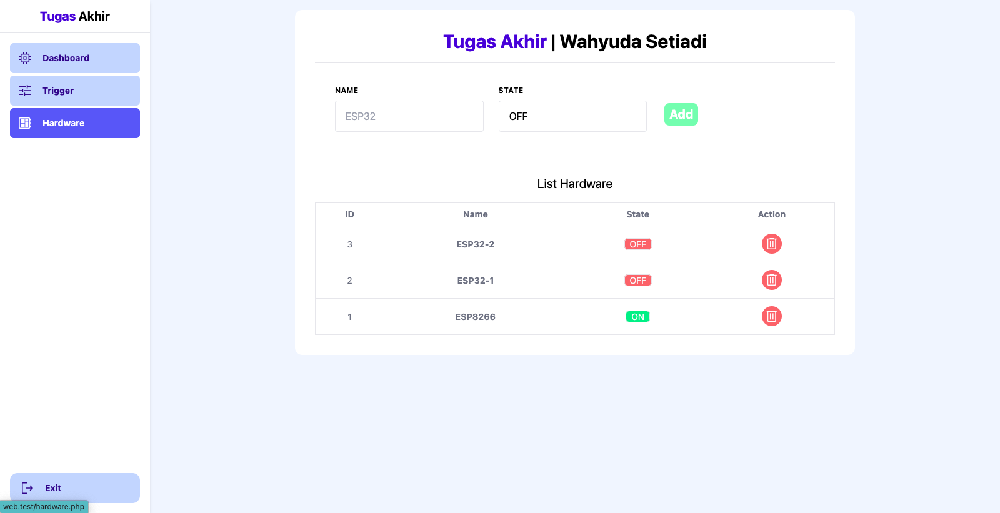 Tugas Akhir
Dashboard
Trigger
Hardware
Exit
web.test/hardware.php
Tugas Akhir | Wahyuda Setiadi
NAME STATE
ESP32 OFF Add
List Hardware
ID Name State Action
3 ESP32-2 OFF
2 ESP32-1 OFF
1 ESP8266 ON